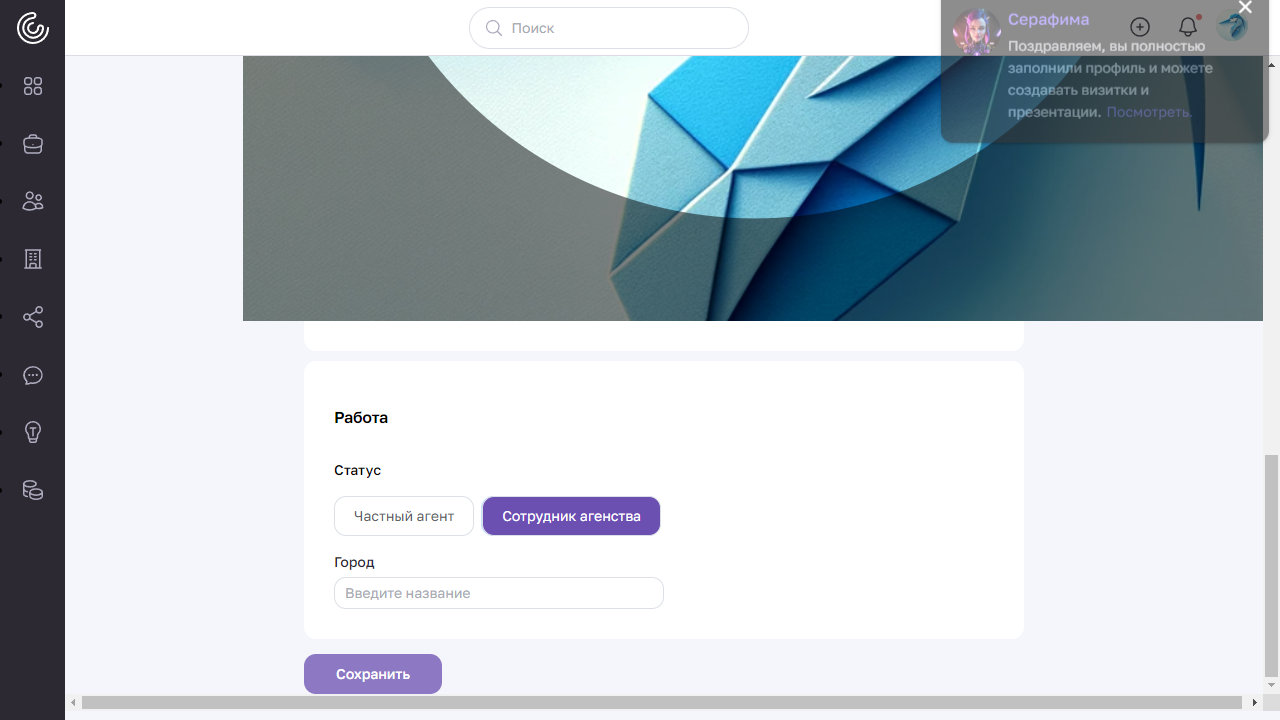 Поиск
Серафима
Поздравляем, вы полностью
заполнили профиль и можете
создавать визитки и
презентации. Посмотреть.
Работа
Статус
Частный агент
Сотрудник агенства
Город
Введите название
Сохранить